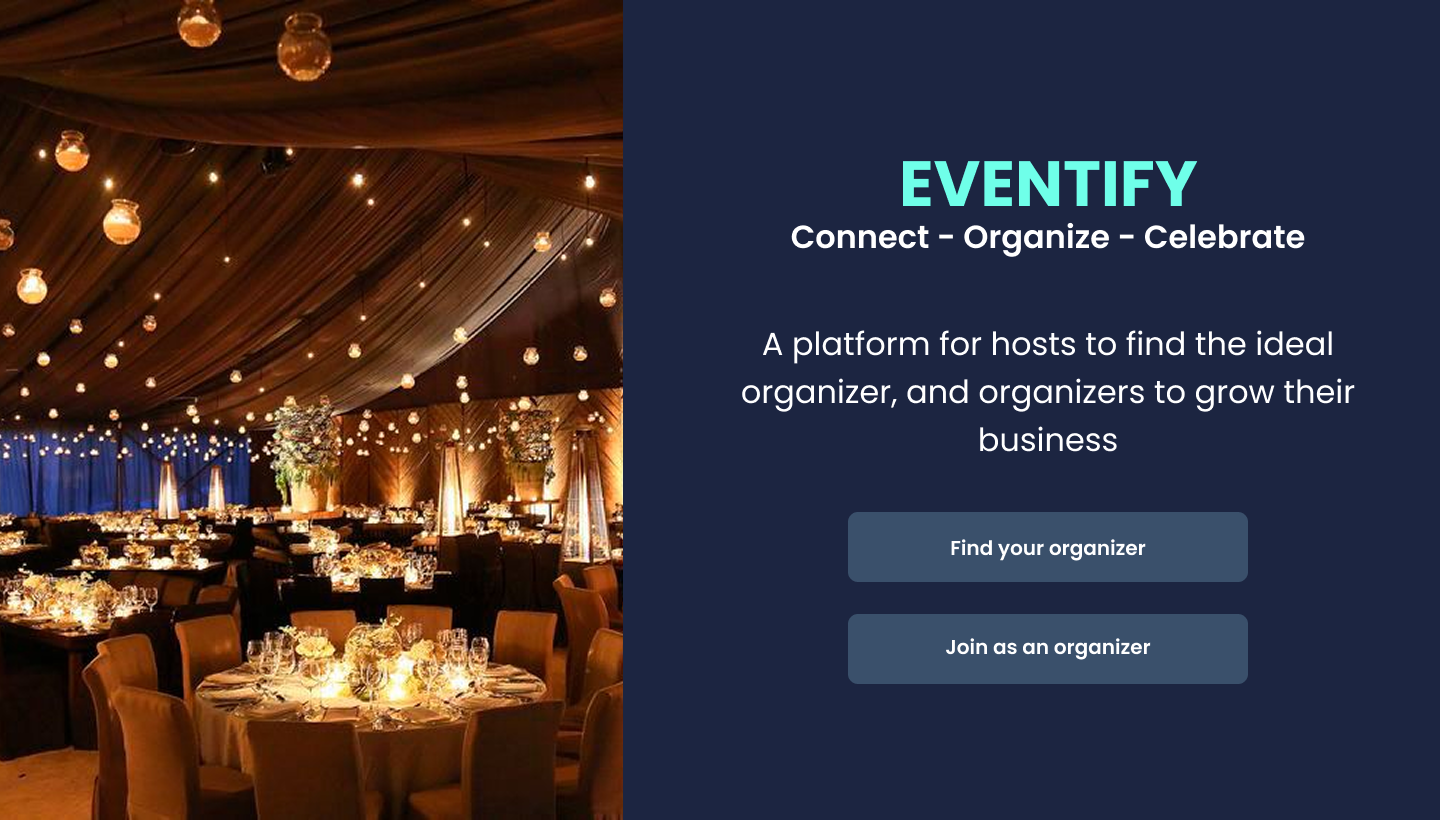 EVENTIFY
Connect - Organize - Celebrate
A platform for hosts to find the ideal
organizer, and organizers to grow their
business
Find your organizer
Join as an organizer